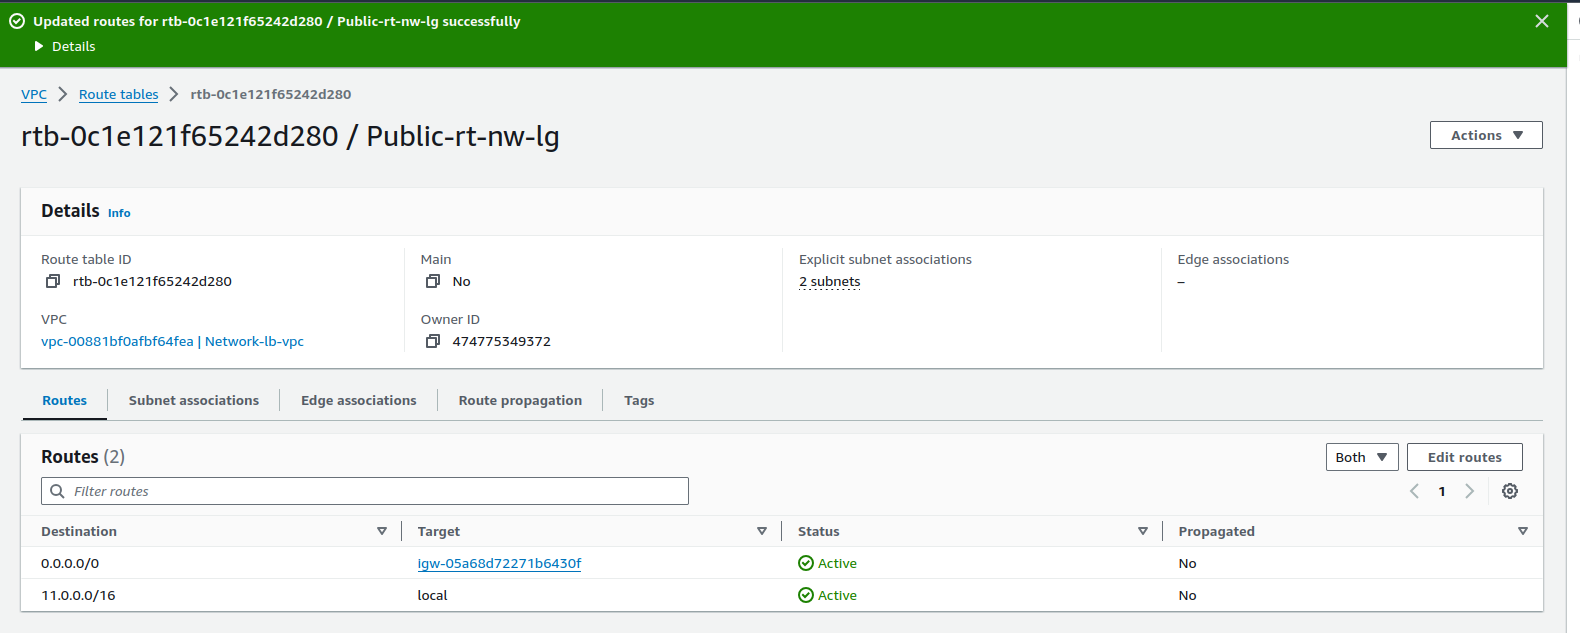 Updated routes for rtb-0c1e121f65242d280 / Public-rt-nw-lg successfully
Details
VPC > Route tables > rtb-0c1e121f65242d280
rtb-0c1e121f65242d280 / Public-rt-nw-lg
Actions
Details Info
Route table ID
rtb-0c1e121f65242d280
Main
No
Explicit subnet associations
2 subnets
Edge associations
–
VPC
vpc-00881bf0afbf64fea | Network-lb-vpc
Owner ID
474775349372
Routes Subnet associations Edge associations Route propagation Tags
Routes (2)
Both Edit routes
Filter routes
1
Destination Target Status Propagated
0.0.0.0/0 igw-05a68d72271b6430f Active No
11.0.0.0/16 local Active No